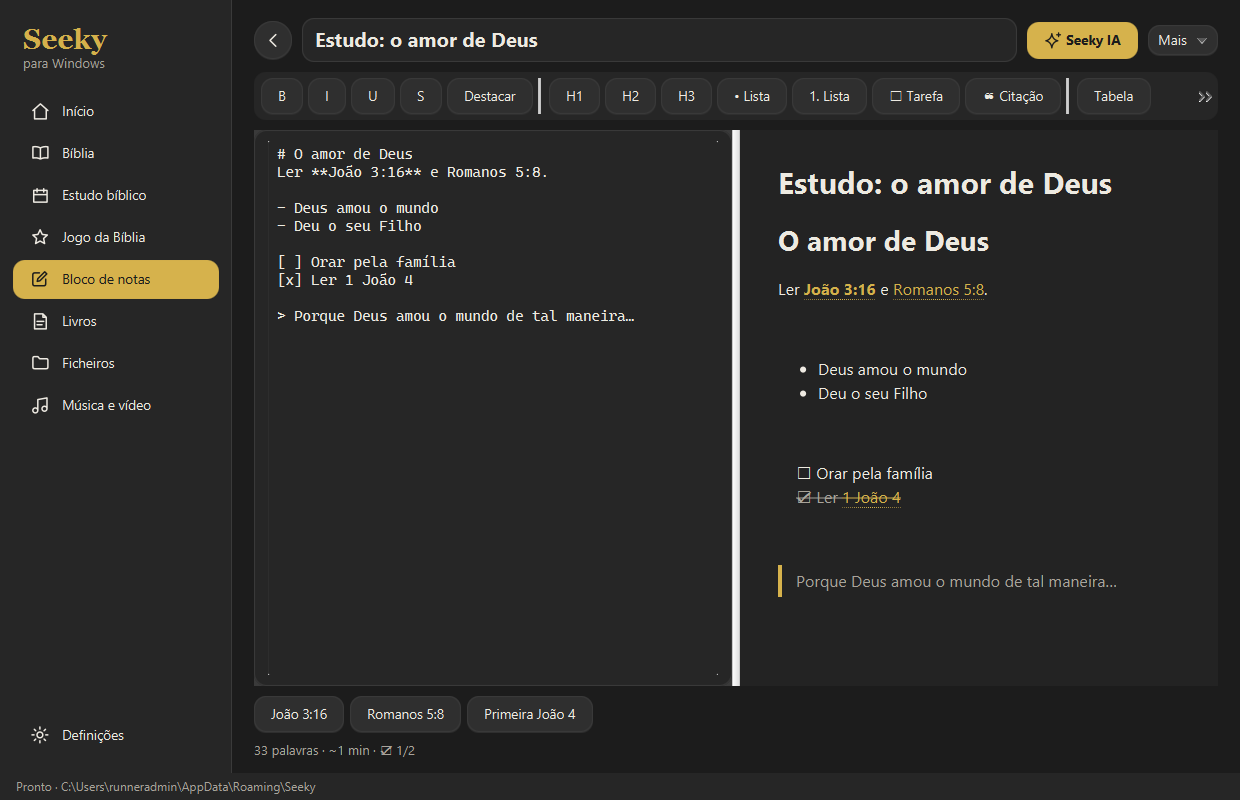 Seeky
para Windows
Início
Bíblia
Estudo bíblico
Jogo da Bíblia
Bloco de notas
Livros
Ficheiros
Música e vídeo
Definições
Estudo: o amor de Deus
Seeky IA
Mais
B I U S Destacar H1 H2 H3 • Lista 1. Lista ☐ Tarefa ❝ Citação Tabela
# O amor de Deus
Ler **João 3:16** e Romanos 5:8.
- Deus amou o mundo
- Deu o seu Filho
[ ] Orar pela família
[x] Ler 1 João 4
> Porque Deus amou o mundo de tal maneira…
Estudo: o amor de Deus
O amor de Deus
Ler João 3:16 e Romanos 5:8.
• Deus amou o mundo
• Deu o seu Filho
☐ Orar pela família
☑ Ler 1 João 4
Porque Deus amou o mundo de tal maneira…
João 3:16 Romanos 5:8 Primeira João 4
33 palavras · ~1 min · ☑ 1/2
Pronto · C:\Users\runneradmin\AppData\Roaming\Seeky